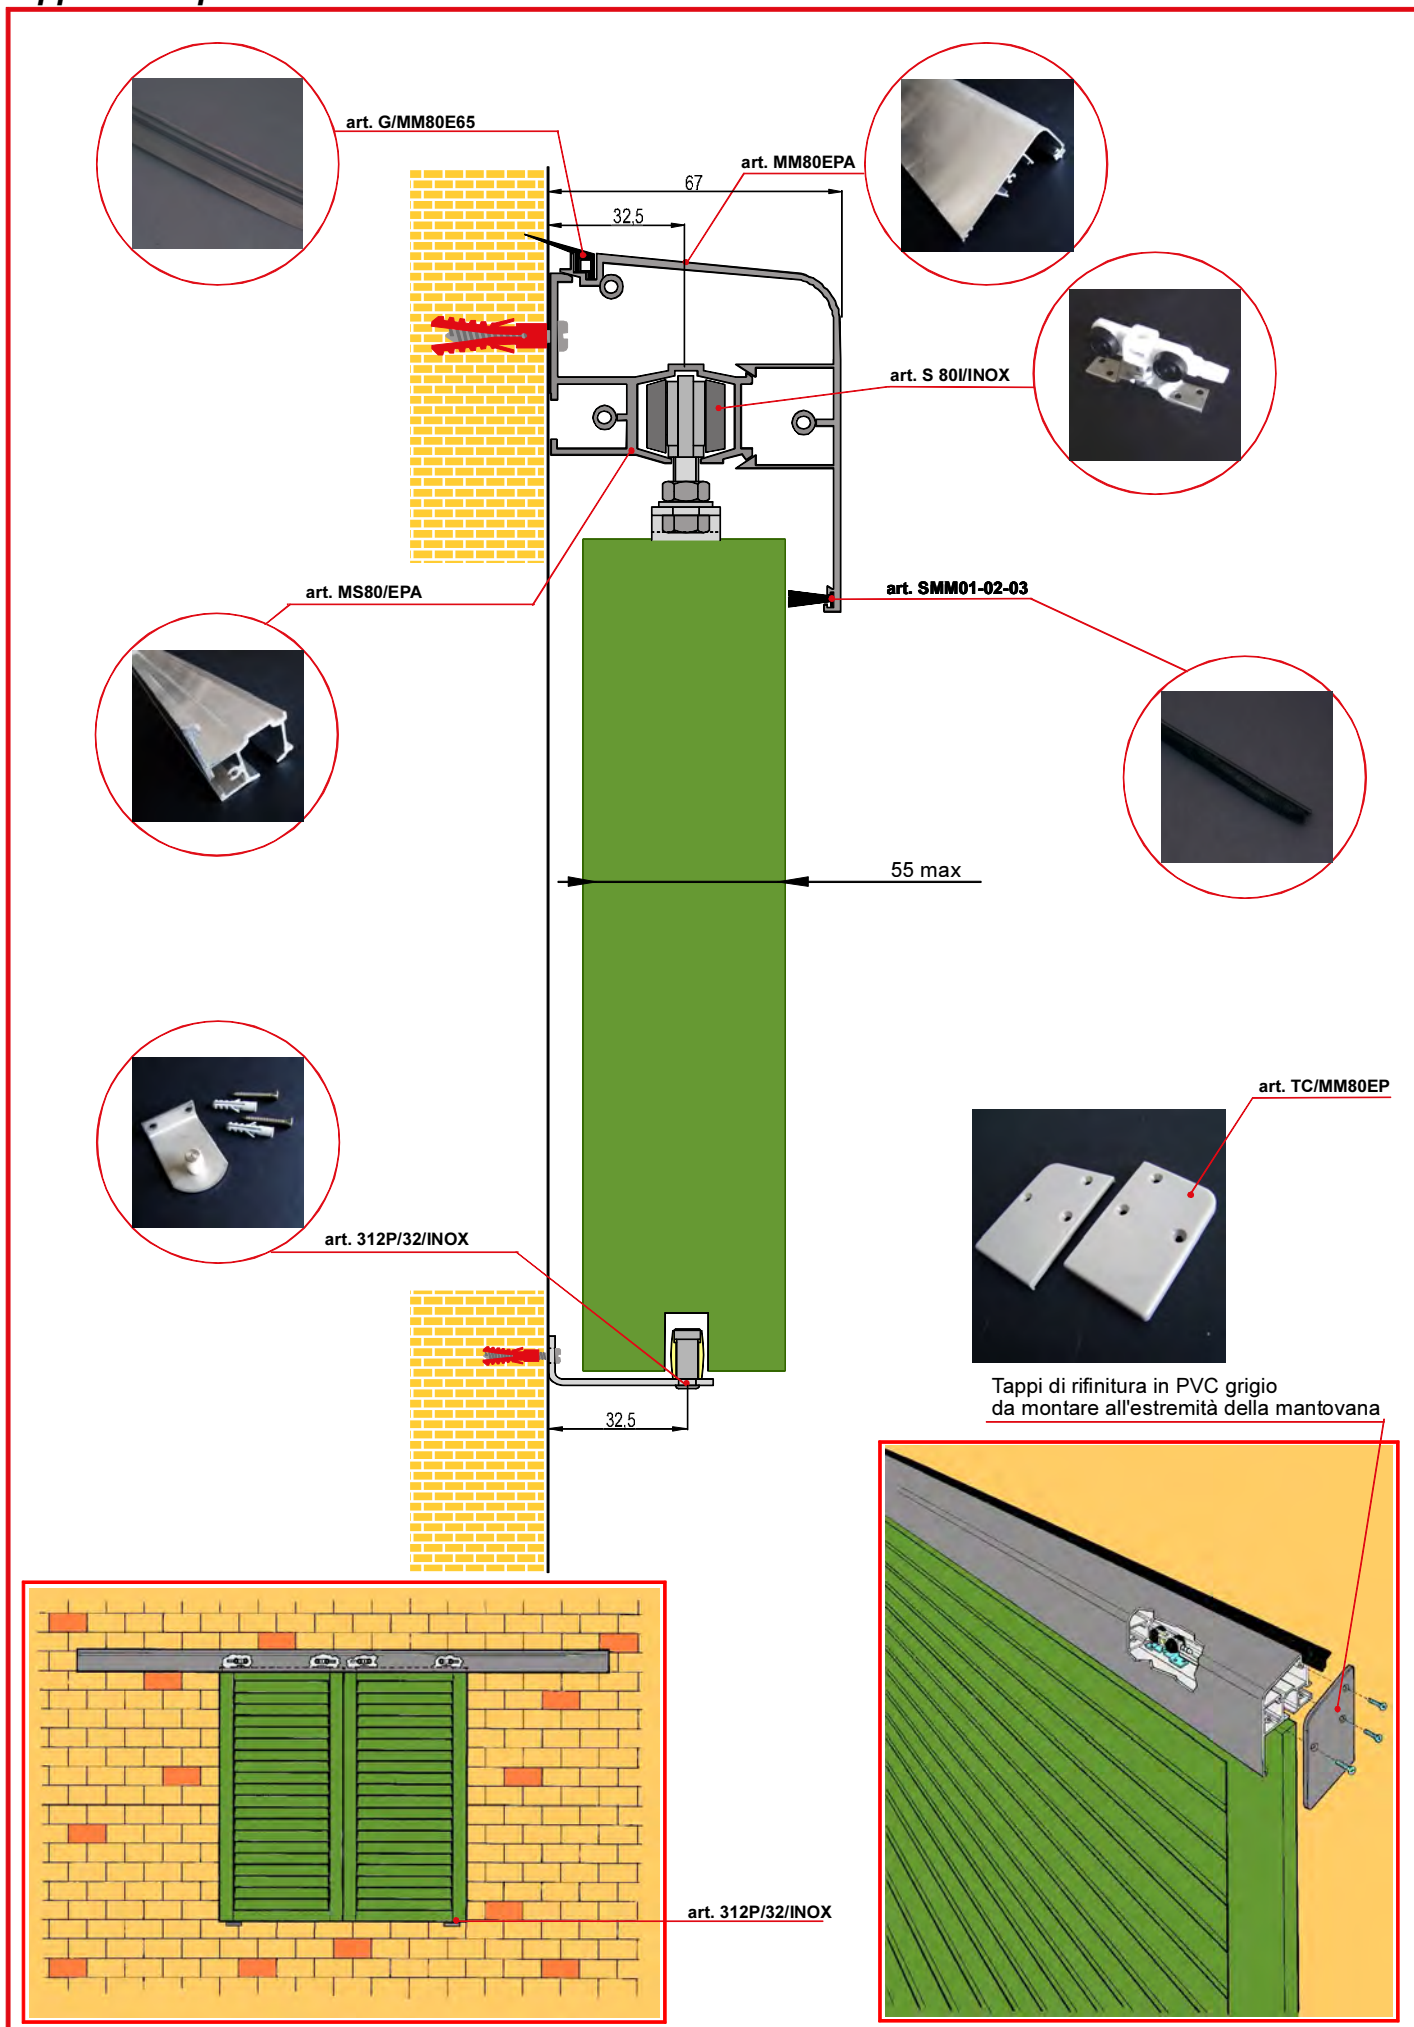 art. G/MM80E65
art. MM80EPA
67
32,5
art. S 80I/INOX
art. MS80/EPA
art. SMM01-02-03
55 max
art. TC/MM80EP
art. 312P/32/INOX
Tappi di rifinitura in PVC grigio
da montare all'estremità della mantovana
32,5
art. 312P/32/INOX